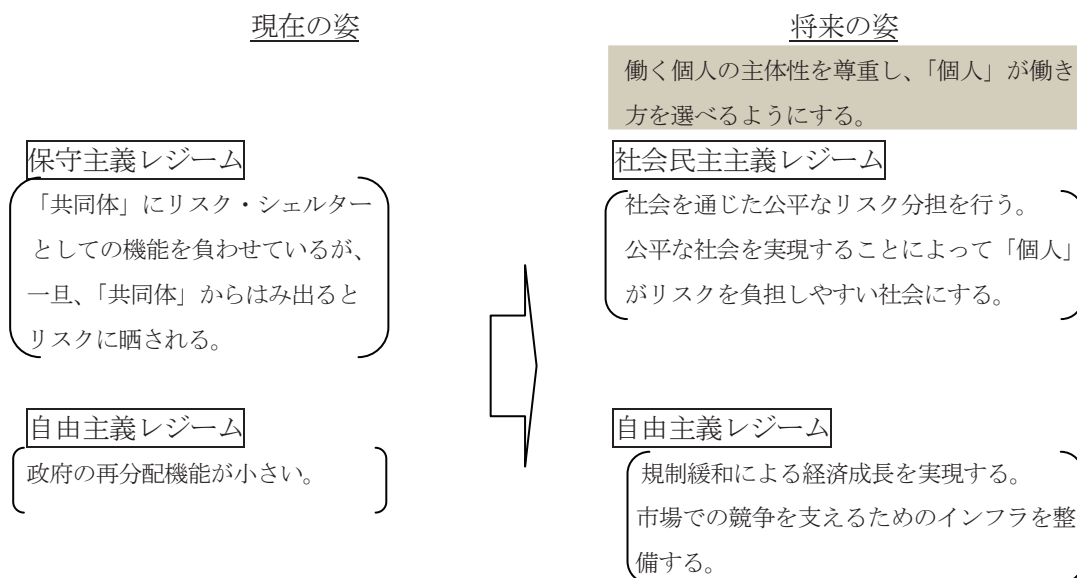 現在の姿
保守主義レジーム
「共同体」にリスク・シェルター
としての機能を負わせているが、
一旦、「共同体」からはみ出ると
リスクに晒される。
自由主義レジーム
政府の再分配機能が小さい。
将来の姿
働く個人の主体性を尊重し、「個人」が働き
方を選べるようにする。
社会民主主義レジーム
社会を通じた公平なリスク分担を行う。
公平な社会を実現することによって「個人」
がリスクを負担しやすい社会にする。
自由主義レジーム
規制緩和による経済成長を実現する。
市場での競争を支えるためのインフラを整
備する。